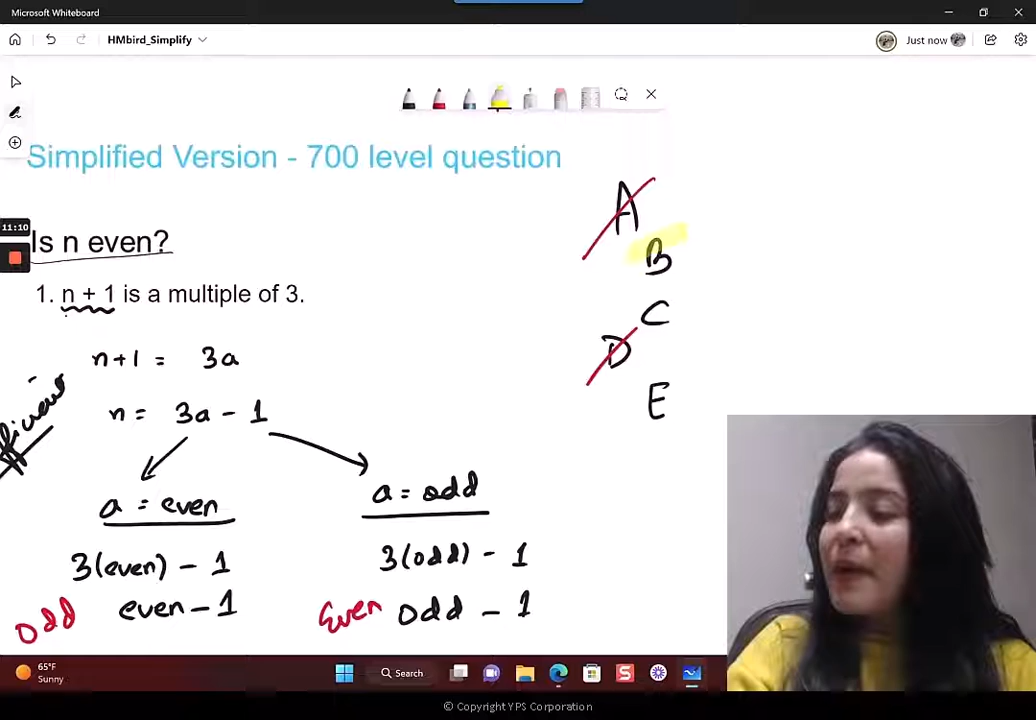 Microsoft Whiteboard
HMbird_Simplify
Just now
Simplified Version - 700 level question
11:10
Is n even?
1. n + 1 is a multiple of 3.
n+1 = 3a
n = 3a - 1
a = even
a = odd
3(even) - 1
3(odd) - 1
odd even - 1
Even odd - 1
A
B
C
D
E
65°F
Sunny
Search
© Copyright YPS Corporation